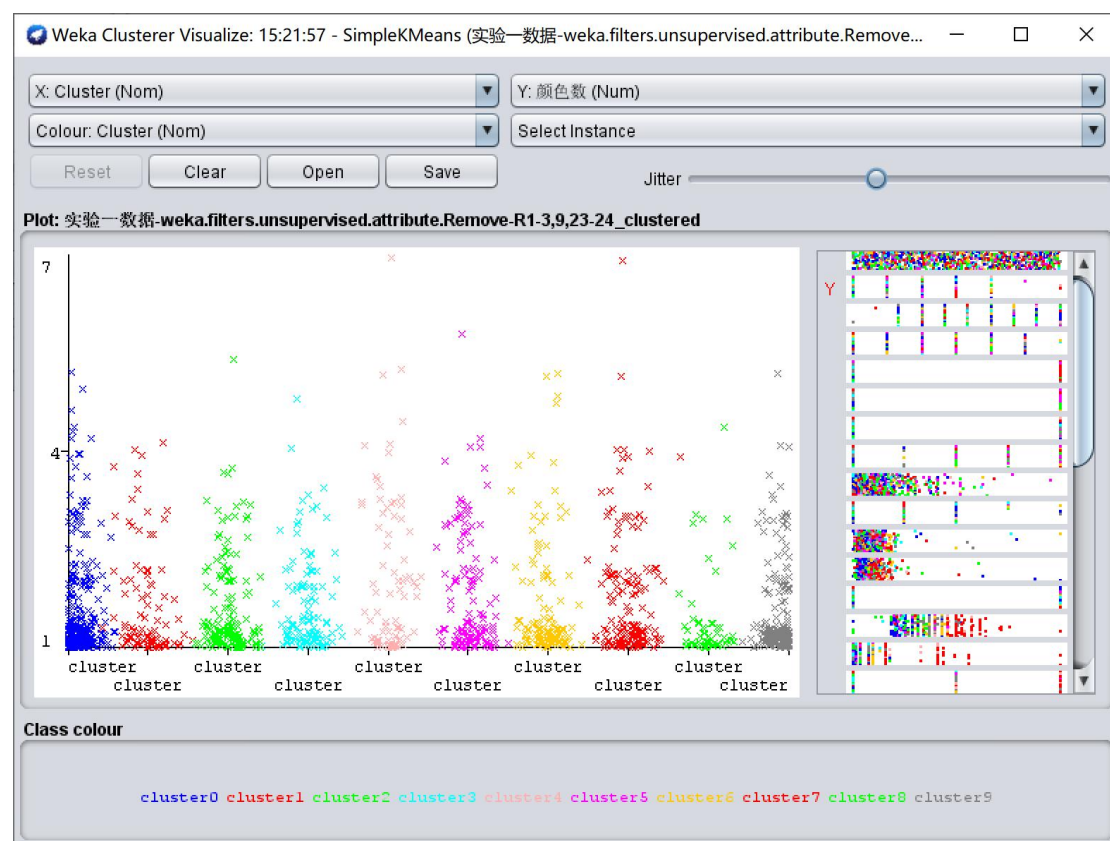 Weka Clusterer Visualize: 15:21:57 - SimpleKMeans (实验一数据-weka.filters.unsupervised.attribute.Remove...
X: Cluster (Nom) Y: 颜色数 (Num)
Colour: Cluster (Nom) Select Instance
Reset Clear Open Save Jitter
Plot: 实验一数据-weka.filters.unsupervised.attribute.Remove-R1-3,9,23-24_clustered
7
Y
4
1
cluster cluster cluster cluster cluster
cluster cluster cluster cluster cluster
Class colour
cluster0 cluster1 cluster2 cluster3 cluster4 cluster5 cluster6 cluster7 cluster8 cluster9